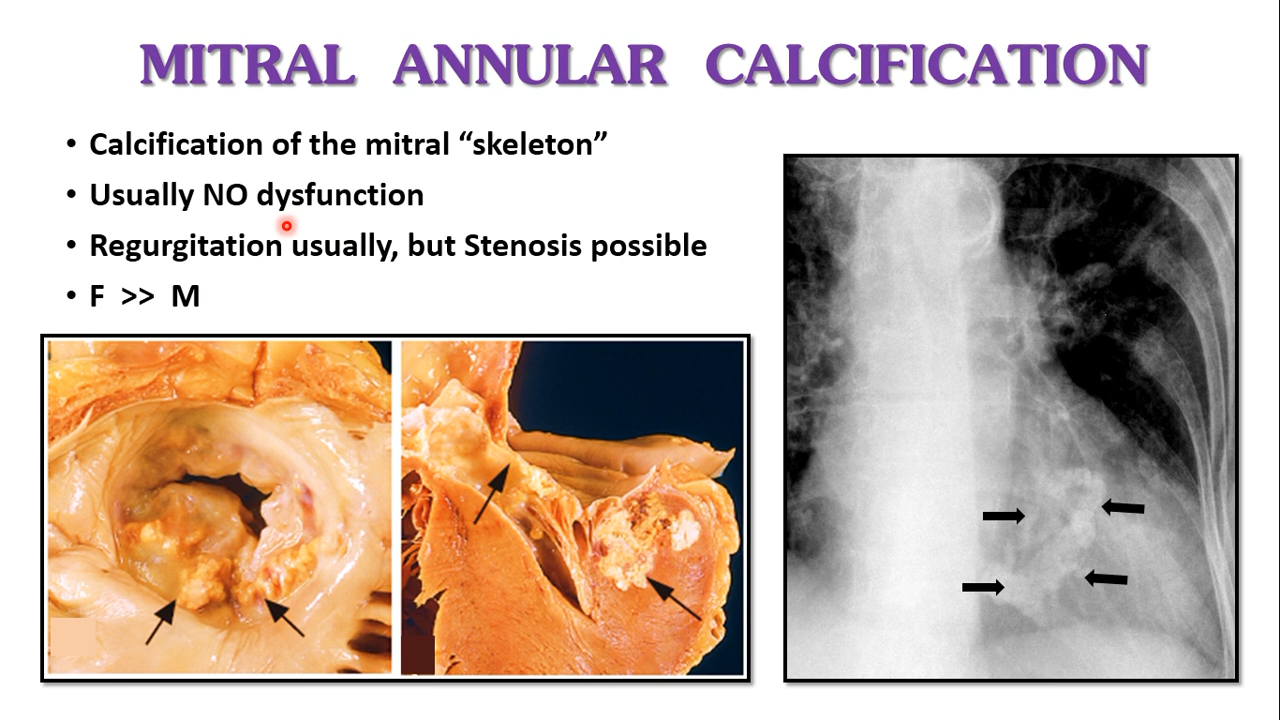 MITRAL ANNULAR CALCIFICATION
• Calcification of the mitral “skeleton”
• Usually NO dysfunction
• Regurgitation usually, but Stenosis possible
• F >> M